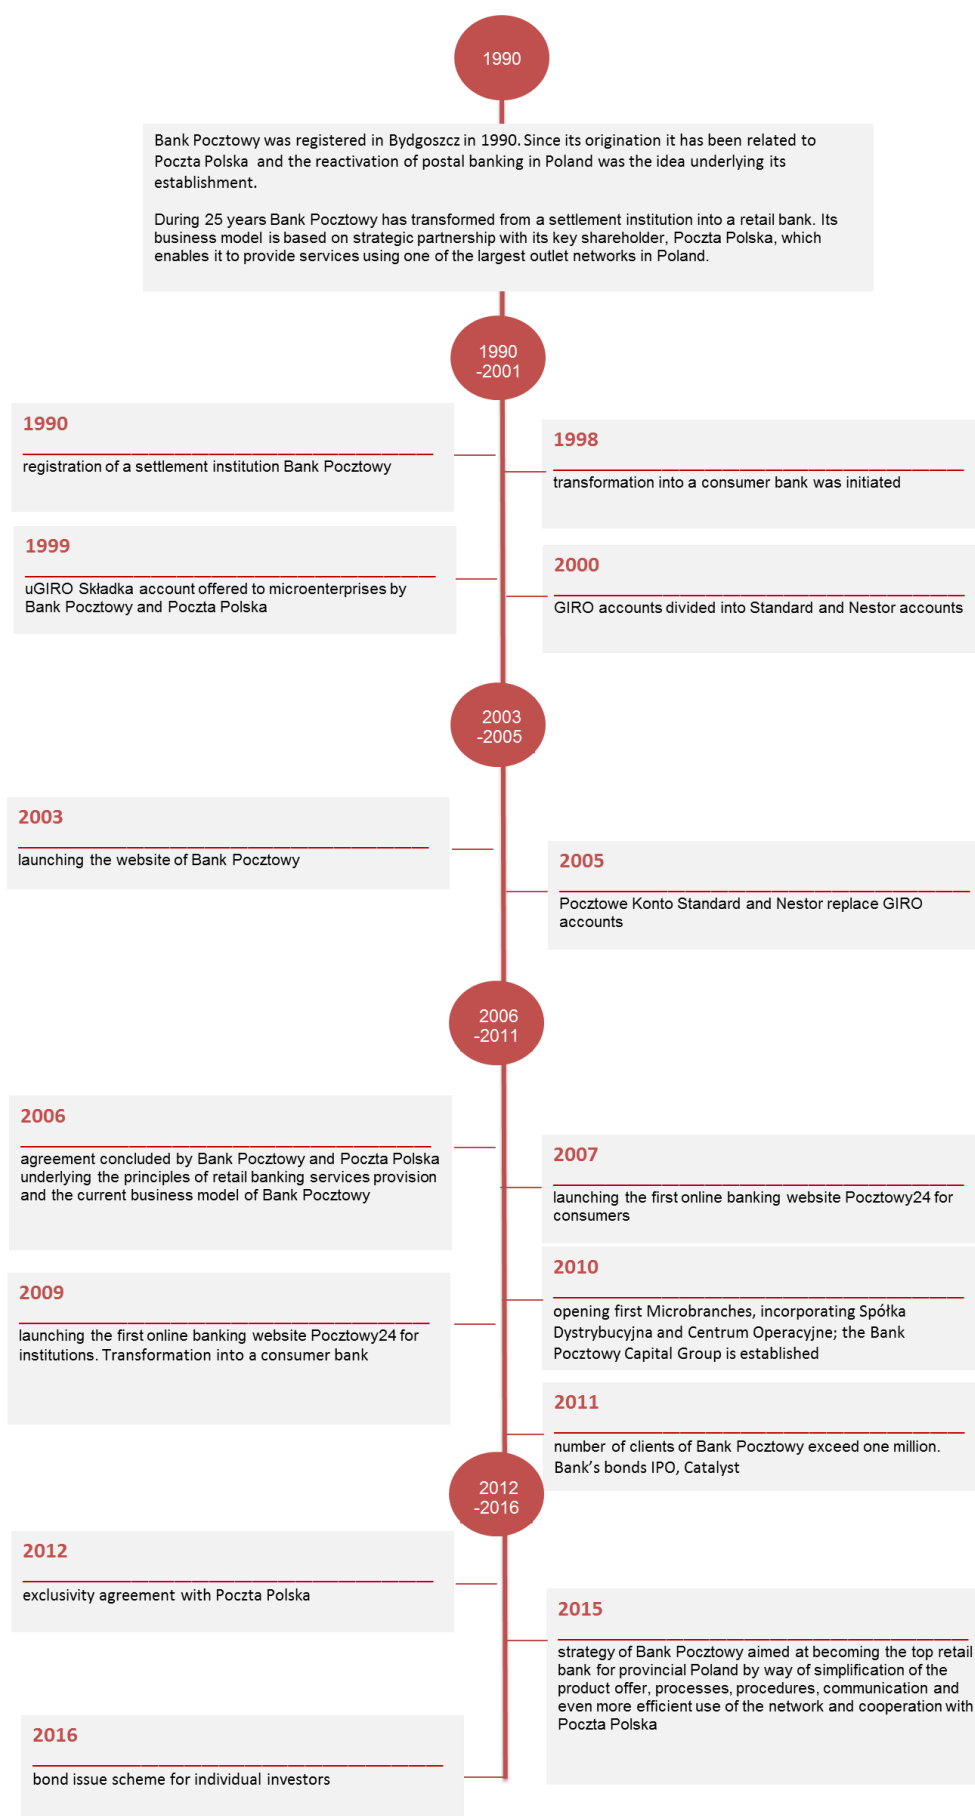 1990
Bank Pocztowy was registered in Bydgoszcz in 1990. Since its origination it has been related to
Poczta Polska and the reactivation of postal banking in Poland was the idea underlying its
establishment.
During 25 years Bank Pocztowy has transformed from a settlement institution into a retail bank. Its
business model is based on strategic partnership with its key shareholder, Poczta Polska, which
enables it to provide services using one of the largest outlet networks in Poland.
1990
-2001
1990
registration of a settlement institution Bank Pocztowy
1998
transformation into a consumer bank was initiated
1999
uGIRO Składka account offered to microenterprises by
Bank Pocztowy and Poczta Polska
2000
GIRO accounts divided into Standard and Nestor accounts
2003
-2005
2003
launching the website of Bank Pocztowy
2005
Pocztowe Konto Standard and Nestor replace GIRO
accounts
2006
-2011
2006
agreement concluded by Bank Pocztowy and Poczta Polska
underlying the principles of retail banking services provision
and the current business model of Bank Pocztowy
2007
launching the first online banking website Pocztowy24 for
consumers
2009
launching the first online banking website Pocztowy24 for
institutions. Transformation into a consumer bank
2010
opening first Microbranches, incorporating Spółka
Dystrybucyjna and Centrum Operacyjne; the Bank
Pocztowy Capital Group is established
2011
number of clients of Bank Pocztowy exceed one million.
Bank’s bonds IPO, Catalyst
2012
-2016
2012
exclusivity agreement with Poczta Polska
2015
strategy of Bank Pocztowy aimed at becoming the top retail
bank for provincial Poland by way of simplification of the
product offer, processes, procedures, communication and
even more efficient use of the network and cooperation with
Poczta Polska
2016
bond issue scheme for individual investors